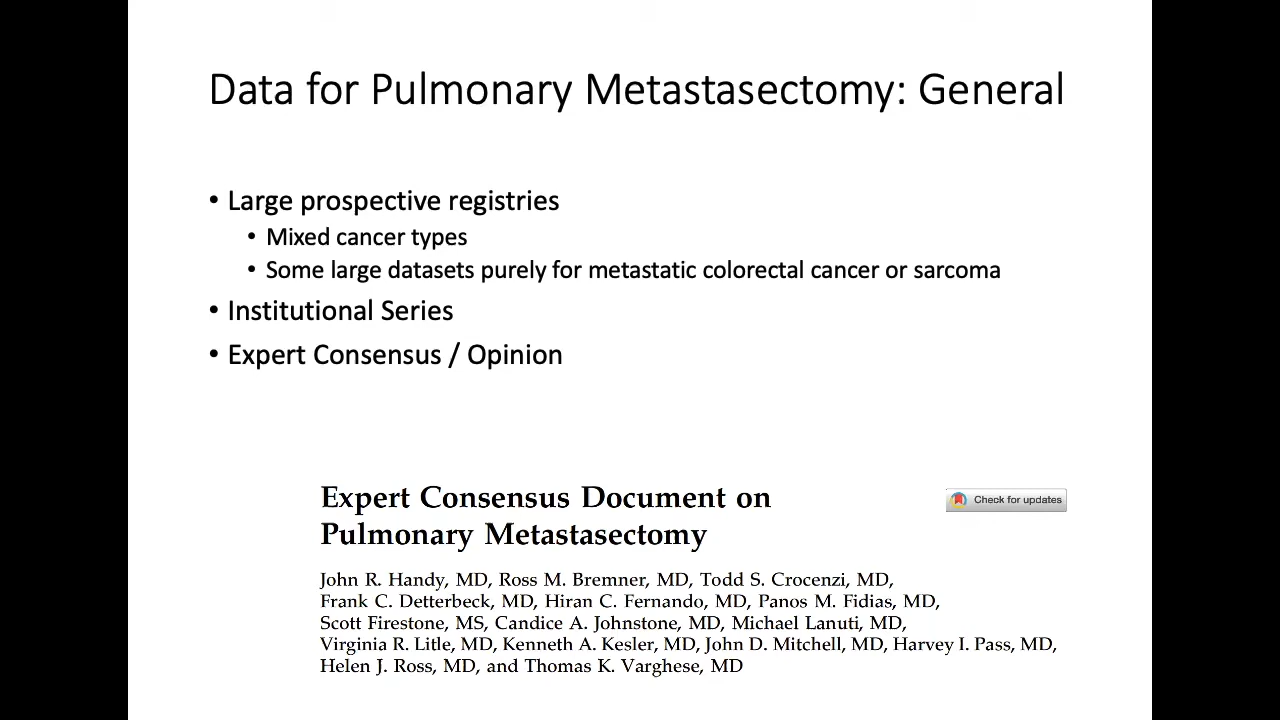 Data for Pulmonary Metastasectomy: General
• Large prospective registries
• Mixed cancer types
• Some large datasets purely for metastatic colorectal cancer or sarcoma
• Institutional Series
• Expert Consensus / Opinion
Expert Consensus Document on
Pulmonary Metastasectomy
Check for updates
John R. Handy, MD, Ross M. Bremner, MD, Todd S. Crocenzi, MD,
Frank C. Detterbeck, MD, Hiran C. Fernando, MD, Panos M. Fidias, MD,
Scott Firestone, MS, Candice A. Johnstone, MD, Michael Lanuti, MD,
Virginia R. Litle, MD, Kenneth A. Kesler, MD, John D. Mitchell, MD, Harvey I. Pass, MD,
Helen J. Ross, MD, and Thomas K. Varghese, MD